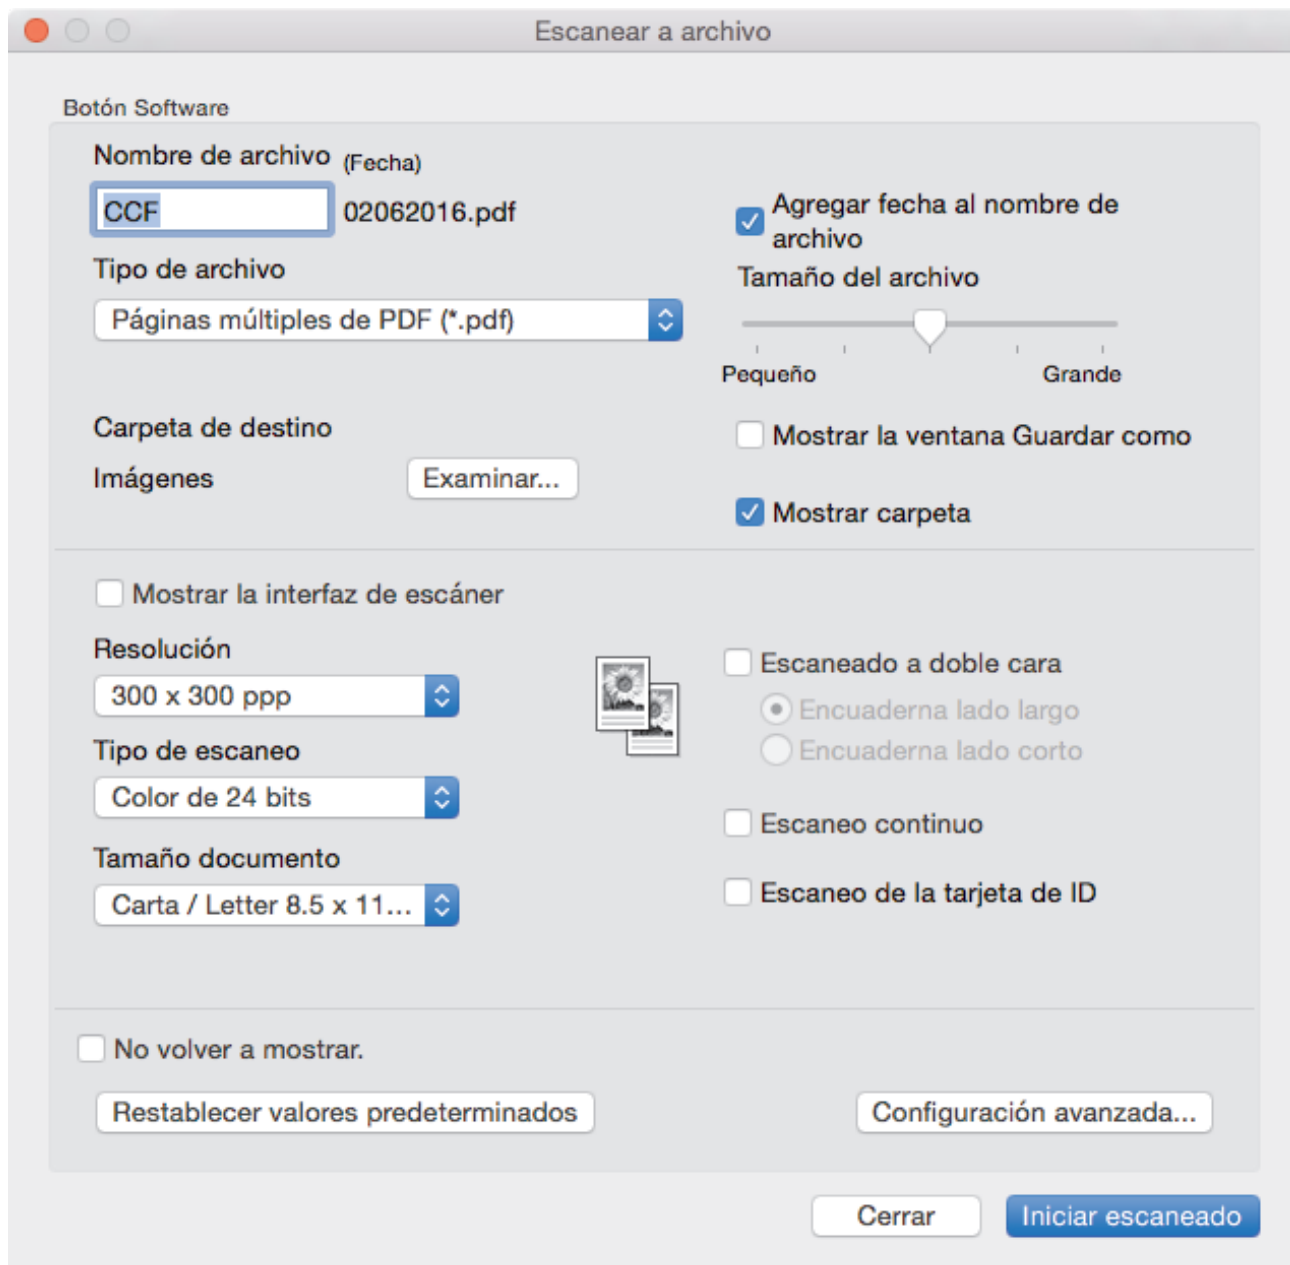 Escanear a archivo
Botón Software
Nombre de archivo (Fecha)
CCF 02062016.pdf
Agregar fecha al nombre de
archivo
Tipo de archivo
Páginas múltiples de PDF (*.pdf)
Tamaño del archivo
Pequeño Grande
Carpeta de destino
Imágenes Examinar...
Mostrar la ventana Guardar como
Mostrar carpeta
Mostrar la interfaz de escáner
Resolución
300 x 300 ppp
Tipo de escaneo
Color de 24 bits
Tamaño documento
Carta / Letter 8.5 x 11...
Escaneado a doble cara
Encuaderna lado largo
Encuaderna lado corto
Escaneo continuo
Escaneo de la tarjeta de ID
No volver a mostrar.
Restablecer valores predeterminados Configuración avanzada...
Cerrar Iniciar escaneado